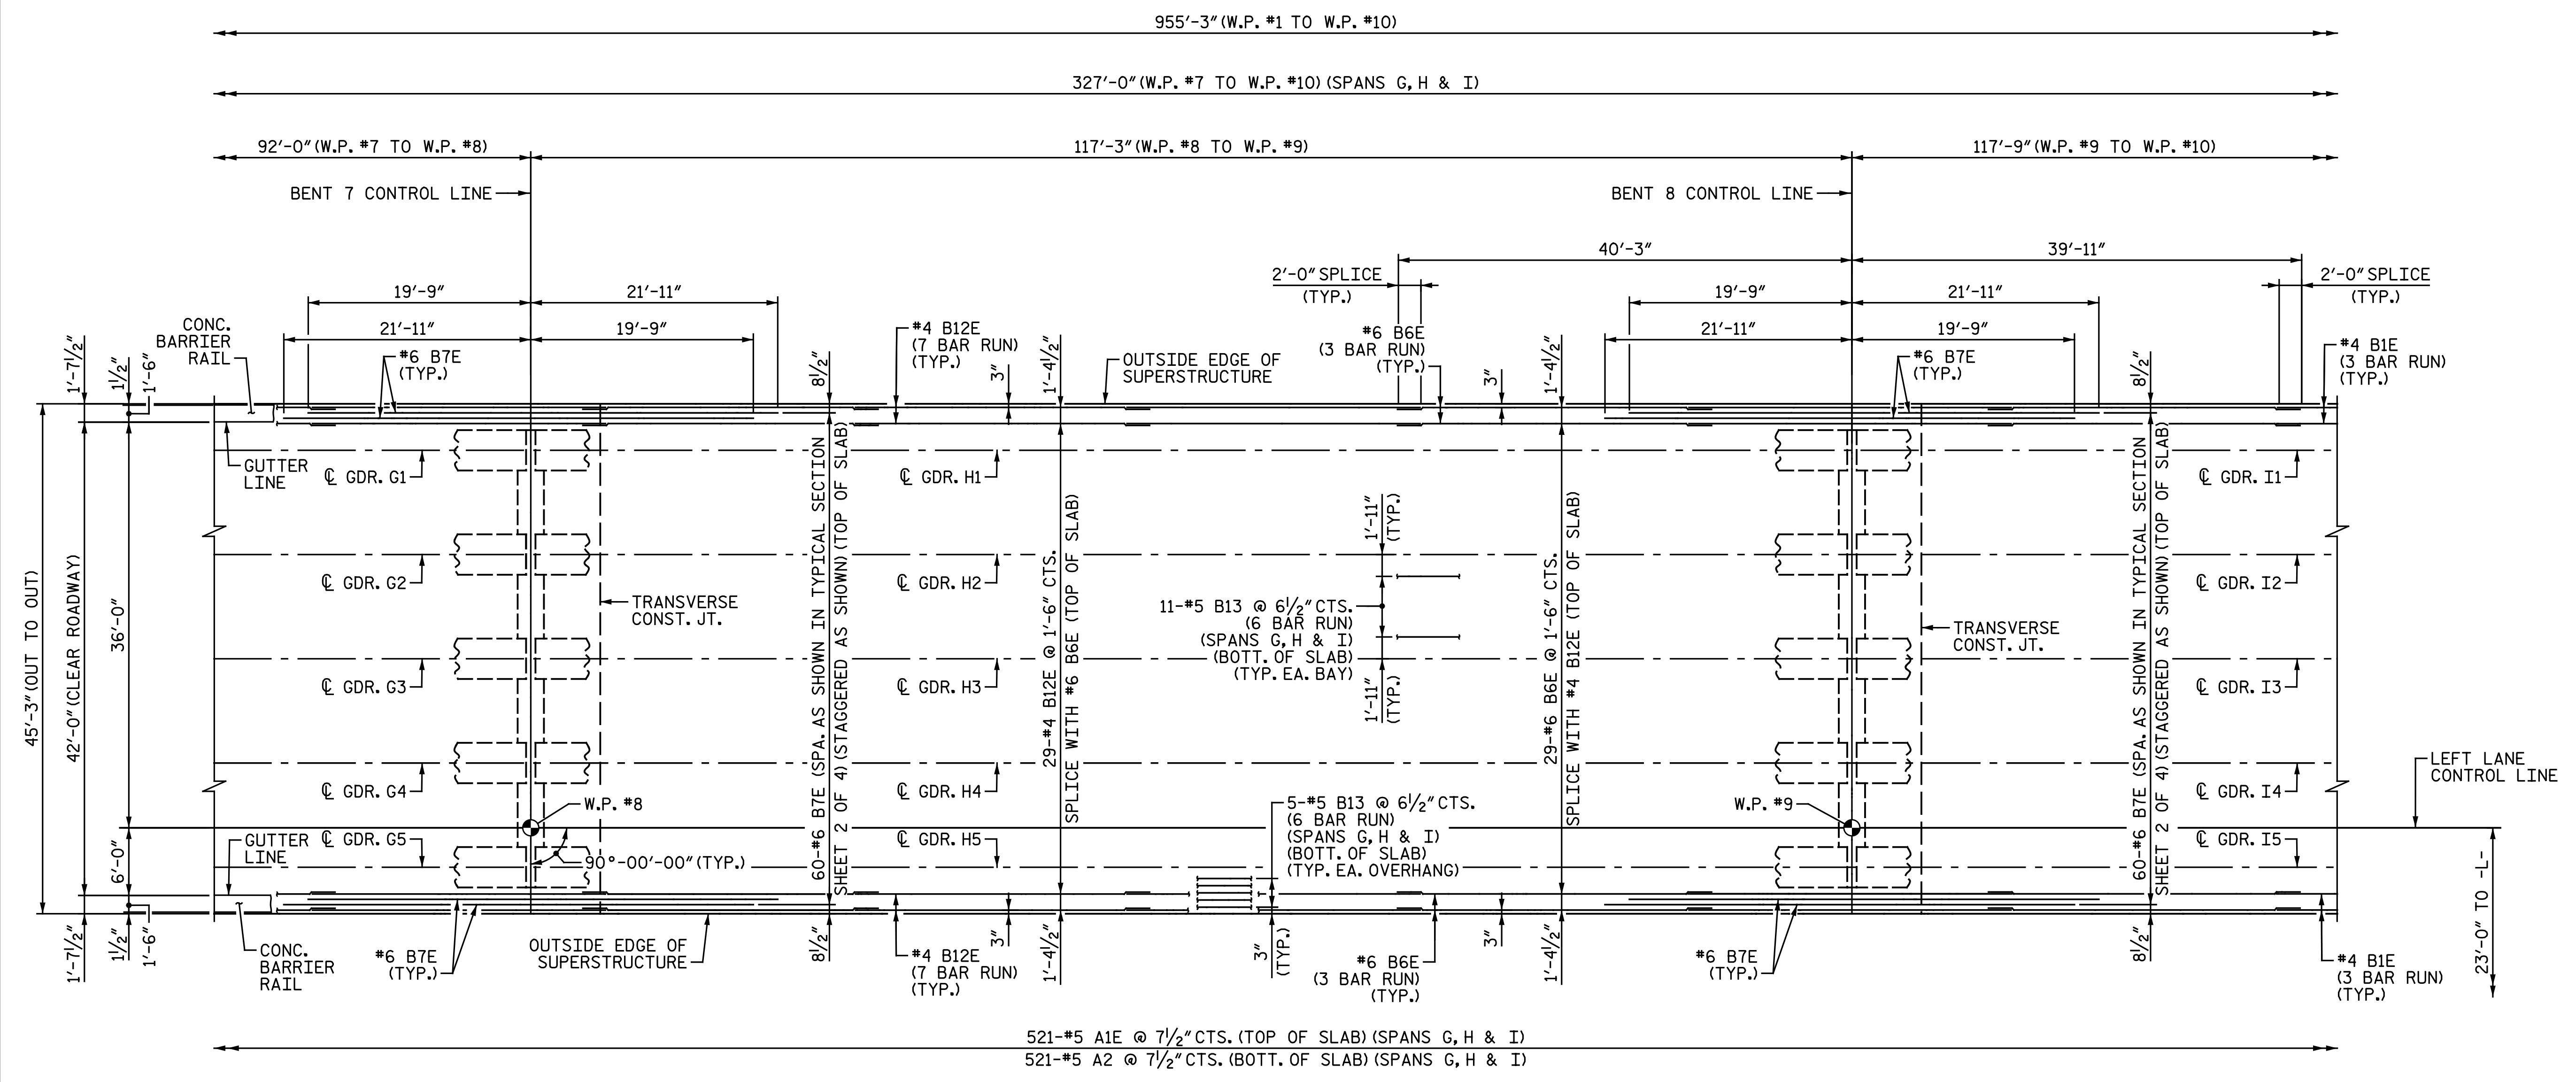 955'-3" (W.P. #1 TO W.P. #10)
327'-0" (W.P. #7 TO W.P. #10) (SPANS G, H & I)
92'-0" (W.P. #7 TO W.P. #8)
117'-3" (W.P. #8 TO W.P. #9)
117'-9" (W.P. #9 TO W.P. #10)
BENT 7 CONTROL LINE
BENT 8 CONTROL LINE
40'-3"
39'-11"
2'-0" SPLICE
(TYP.)
2'-0" SPLICE
(TYP.)
19'-9"
21'-11"
21'-11"
19'-9"
19'-9"
21'-11"
21'-11"
19'-9"
CONC.
BARRIER
RAIL
#6 B7E
(TYP.)
#4 B12E
(7 BAR RUN)
(TYP.)
OUTSIDE EDGE OF
SUPERSTRUCTURE
#6 B6E
(3 BAR RUN)
(TYP.)
#6 B7E
(TYP.)
#4 B1E
(3 BAR RUN)
(TYP.)
1'-7½"
1½"
1'-6"
8½"
3"
1'-4½"
3"
1'-4½"
8½"
GUTTER
LINE
℄ GDR. G1
℄ GDR. H1
℄ GDR. I1
℄ GDR. G2
℄ GDR. H2
℄ GDR. I2
℄ GDR. G3
℄ GDR. H3
℄ GDR. I3
℄ GDR. G4
℄ GDR. H4
℄ GDR. I4
℄ GDR. G5
℄ GDR. H5
℄ GDR. I5
45'-3" (OUT TO OUT)
42'-0" (CLEAR ROADWAY)
36'-0"
6'-0"
TRANSVERSE
CONST. JT.
60-#6 B7E (SPA. AS SHOWN IN TYPICAL SECTION
SHEET 2 OF 4) (STAGGERED AS SHOWN) (TOP OF SLAB)
29-#4 B12E @ 1'-6" CTS.
SPLICE WITH #6 B6E (TOP OF SLAB)
1'-11"
(TYP.)
11-#5 B13 @ 6½" CTS.
(6 BAR RUN)
(SPANS G, H & I)
(BOTT. OF SLAB)
(TYP. EA. BAY)
1'-11"
(TYP.)
29-#6 B6E @ 1'-6" CTS.
SPLICE WITH #4 B12E (TOP OF SLAB)
TRANSVERSE
CONST. JT.
60-#6 B7E (SPA. AS SHOWN IN TYPICAL SECTION
SHEET 2 OF 4) (STAGGERED AS SHOWN) (TOP OF SLAB)
LEFT LANE
CONTROL LINE
W.P. #8
W.P. #9
GUTTER
LINE
90°-00'-00" (TYP.)
5-#5 B13 @ 6½" CTS.
(6 BAR RUN)
(SPANS G, H & I)
(BOTT. OF SLAB)
(TYP. EA. OVERHANG)
23'-0" TO -L-
1'-7½"
1½"
1'-6"
CONC.
BARRIER
RAIL
#6 B7E
(TYP.)
OUTSIDE EDGE OF
SUPERSTRUCTURE
8½"
#4 B12E
(7 BAR RUN)
(TYP.)
3"
1'-4½"
3"
(TYP.)
#6 B6E
(3 BAR RUN)
(TYP.)
3"
1'-4½"
#6 B7E
(TYP.)
8½"
#4 B1E
(3 BAR RUN)
(TYP.)
521-#5 A1E @ 7½" CTS. (TOP OF SLAB) (SPANS G, H & I)
521-#5 A2 @ 7½" CTS. (BOTT. OF SLAB) (SPANS G, H & I)